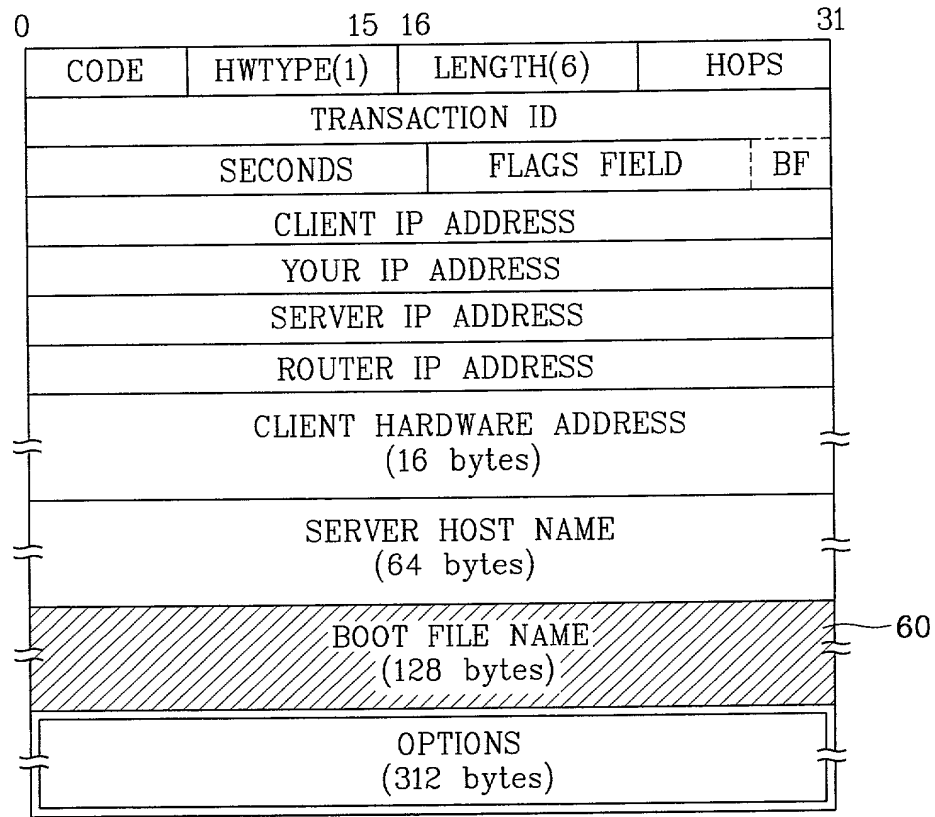 0 15 16 31
CODE HWTYPE(1) LENGTH(6) HOPS
TRANSACTION ID
SECONDS FLAGS FIELD BF
CLIENT IP ADDRESS
YOUR IP ADDRESS
SERVER IP ADDRESS
ROUTER IP ADDRESS
CLIENT HARDWARE ADDRESS
(16 bytes)
SERVER HOST NAME
(64 bytes)
BOOT FILE NAME
60
(128 bytes)
OPTIONS
(312 bytes)